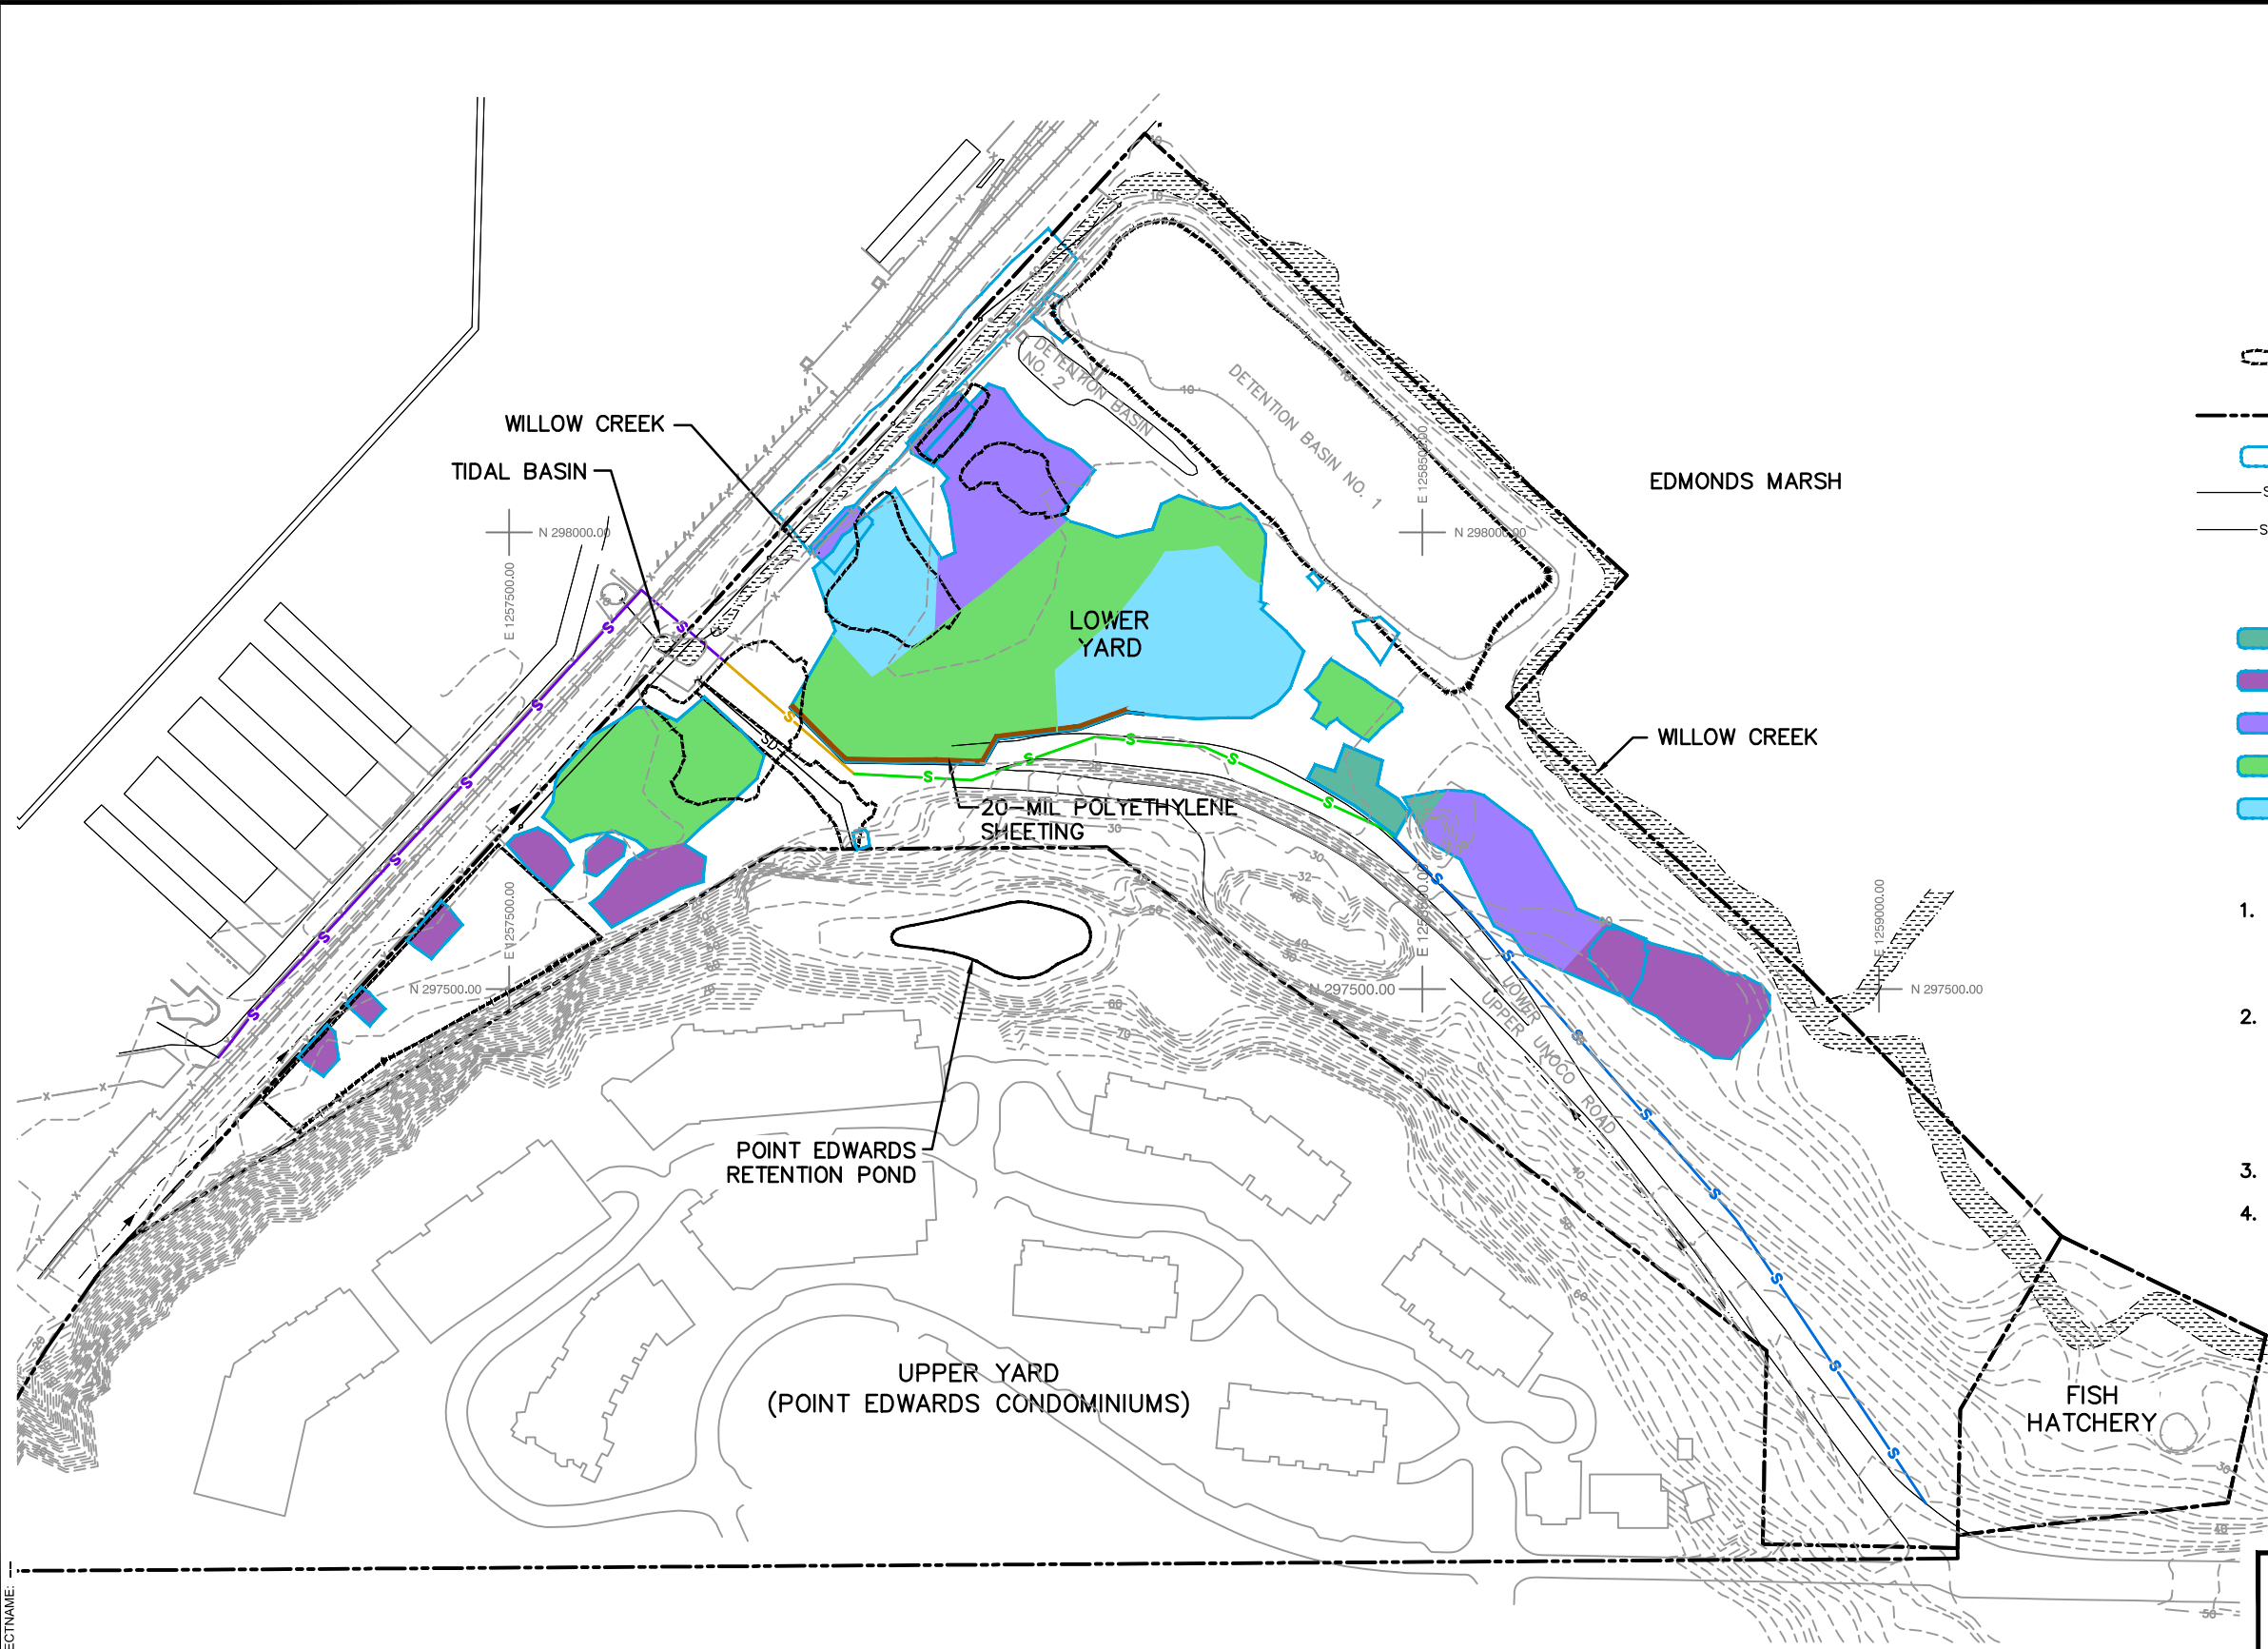 WILLOW CREEK
TIDAL BASIN
DETENTION BASIN
NO. 2
DETENTION BASIN NO. 1
EDMONDS MARSH
N 298000.00
E 1257500.00
N 298000.00
LOWER
YARD
WILLOW CREEK
SD
20-MIL POLYETHYLENE
SHEETING
E 1257500.00
N 297500.00
N 297500.00
E 1259000.00
N 297500.00
LOWER
UPPER UNOCO ROAD
POINT EDWARDS
RETENTION POND
UPPER YARD
(POINT EDWARDS CONDOMINIUMS)
FISH
HATCHERY
1.
2.
3.
4.
ECTNAME: